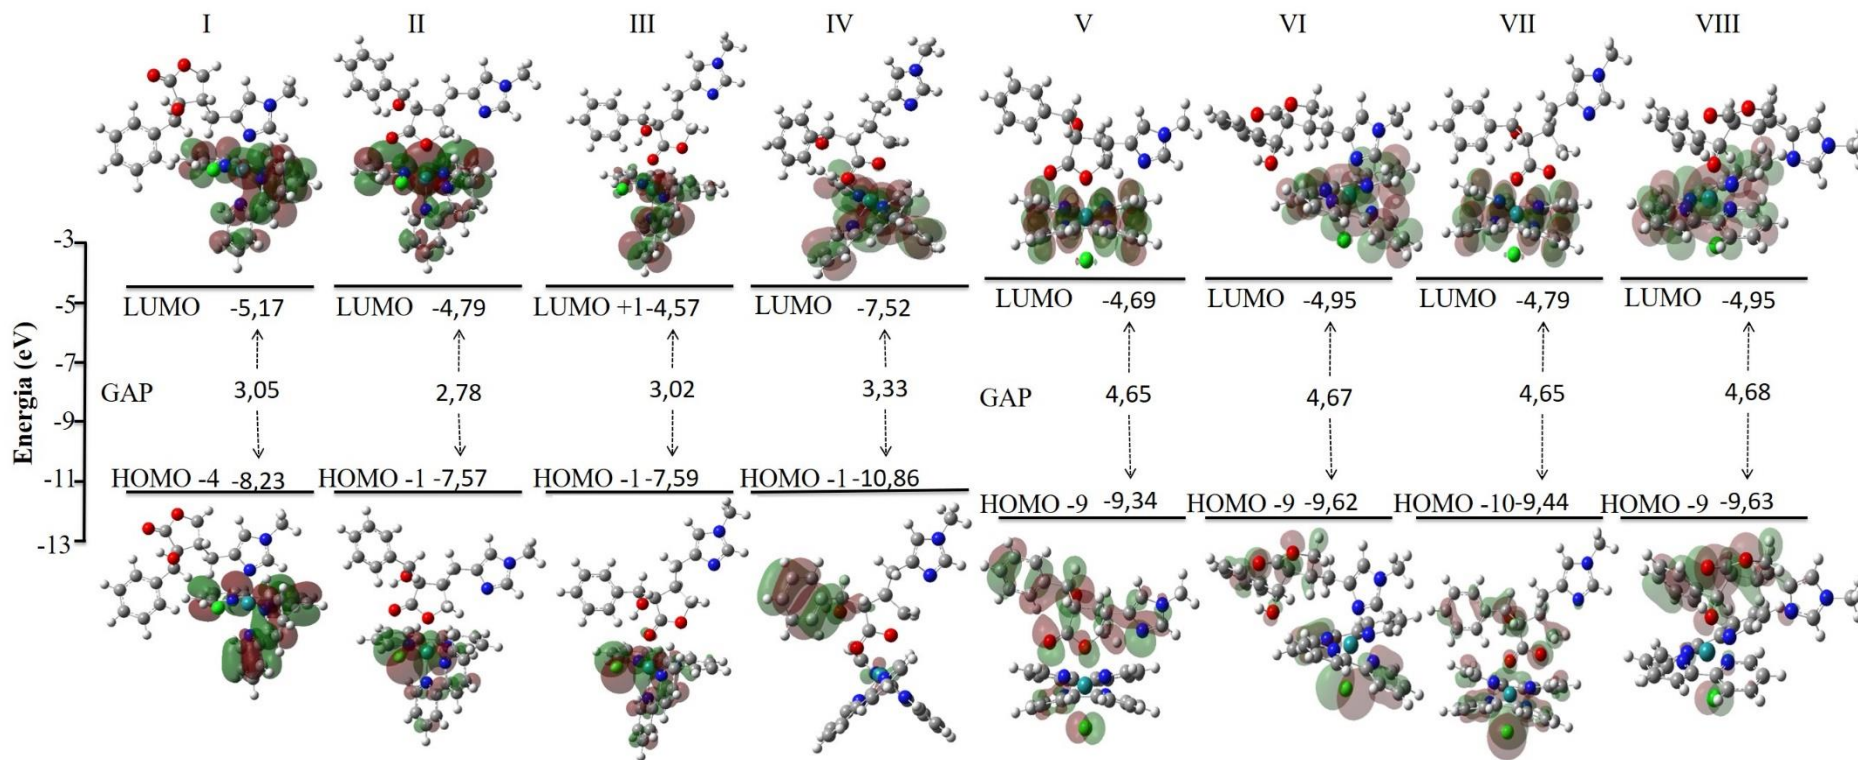 I II III IV V VI VII VIII
Energia (eV)
-3
-5
-7
-9
-11
-13
LUMO -5,17 LUMO -4,79 LUMO +1 -4,57 LUMO -7,52 LUMO -4,69 LUMO -4,95 LUMO -4,79 LUMO -4,95
GAP 3,05 2,78 3,02 3,33 GAP 4,65 4,67 4,65 4,68
HOMO -4 -8,23 HOMO -1 -7,57 HOMO -1 -7,59 HOMO -1 -10,86 HOMO -9 -9,34 HOMO -9 -9,62 HOMO -10 -9,44 HOMO -9 -9,63